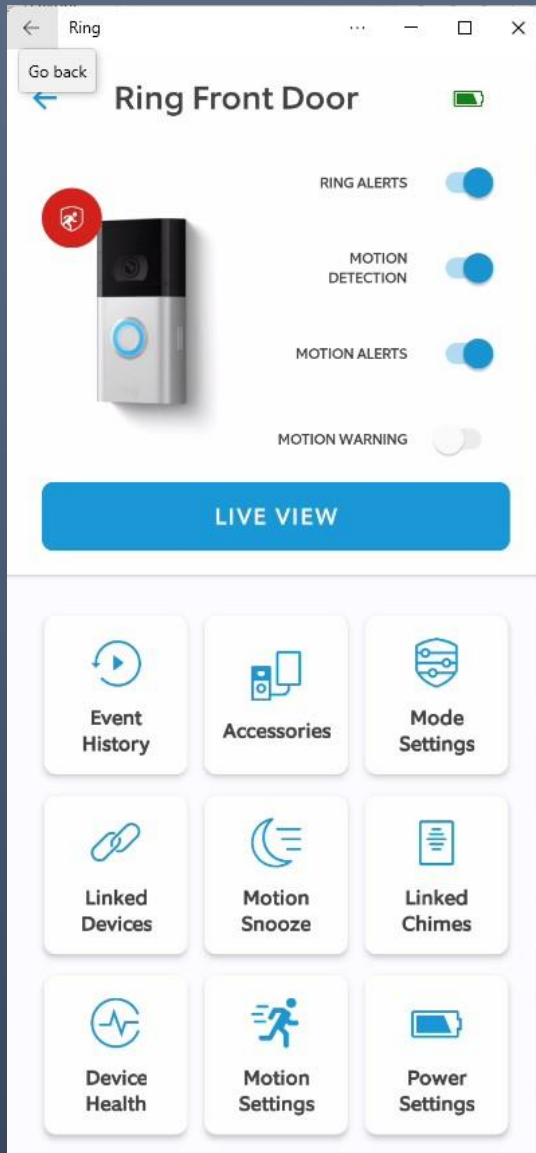 Ring
Go back
Ring Front Door
RING ALERTS
MOTION
DETECTION
MOTION ALERTS
MOTION WARNING
LIVE VIEW
Event
History
Accessories
Mode
Settings
Linked
Devices
Motion
Snooze
Linked
Chimes
Device
Health
Motion
Settings
Power
Settings